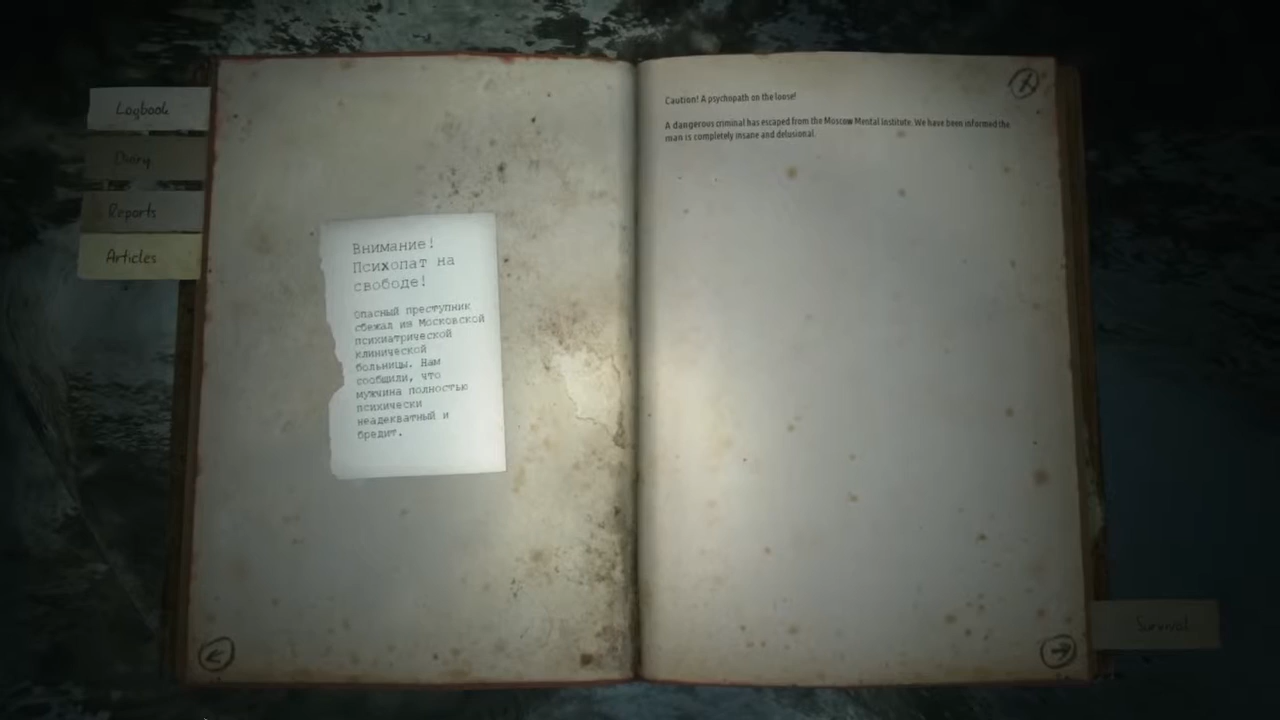 Logbook
Diary
Reports
Articles
Внимание!
Психопат на
свободе!
Опасный преступник
сбежал из Московской
психиатрической
клинической
больницы. Нам
сообщили, что
мужчина полностью
психически
неадекватный и
бредит.
Caution! A psychopath on the loose!
A dangerous criminal has escaped from the Moscow Mental Institute. We have been informed the
man is completely insane and delusional.
Survival